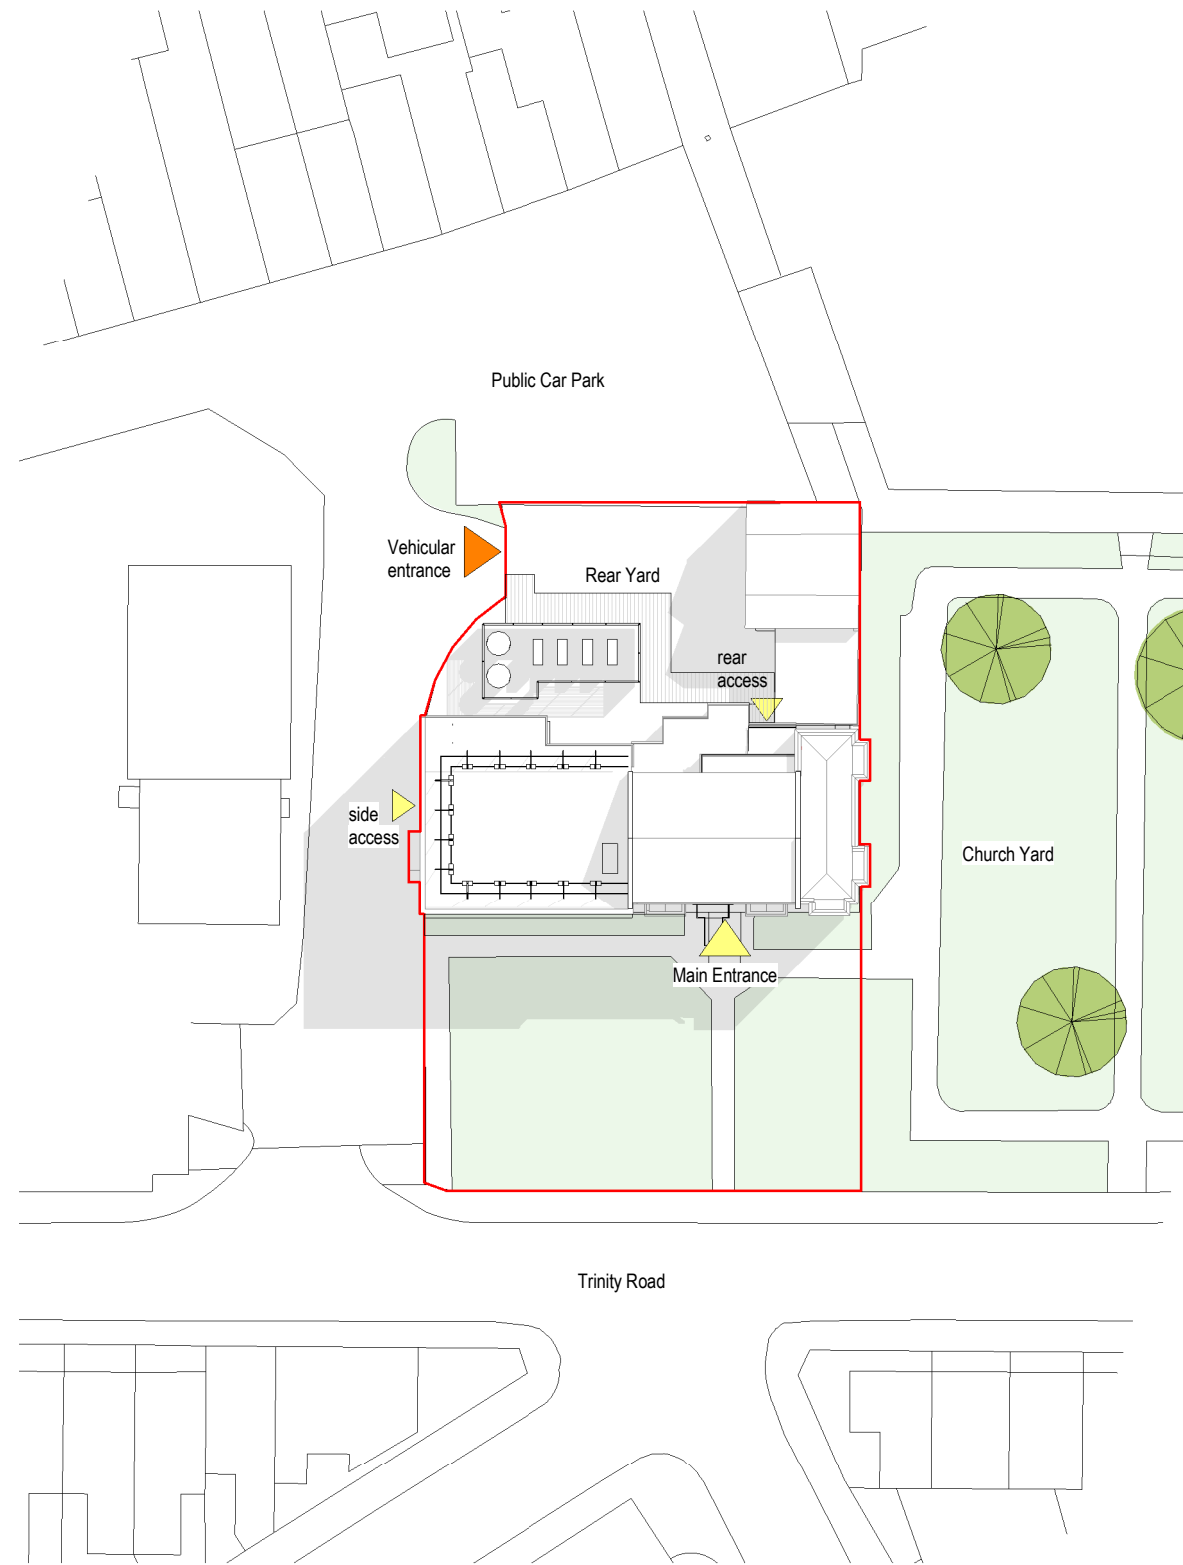 Public Car Park
Vehicular
entrance
Rear Yard
rear
access
side
access
Church Yard
Main Entrance
Trinity Road